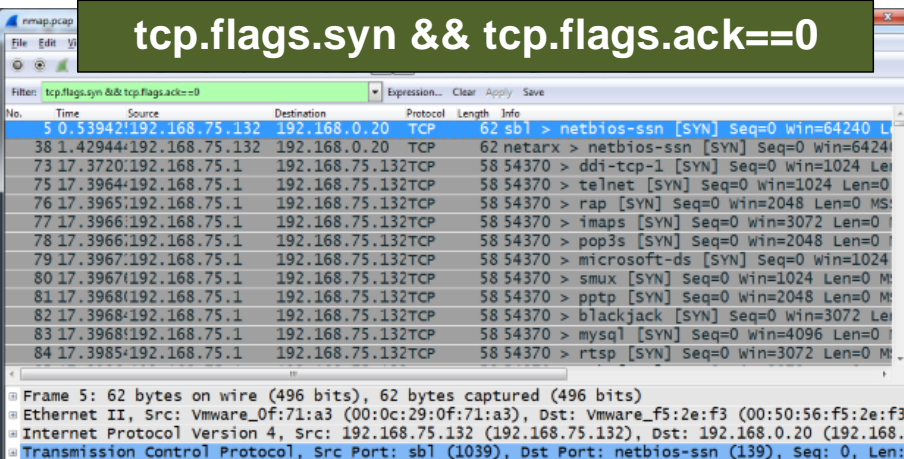 nmap.pcap
tcp.flags.syn && tcp.flags.ack==0
File Edit
Filter: tcp.flags.syn && tcp.flags.ack==0 Expression... Clear Apply Save
No. Time Source Destination Protocol Length Info
5 0.53942 192.168.75.132 192.168.0.20 TCP 62 sbl > netbios-ssn [SYN] Seq=0 Win=64240
38 1.42944 192.168.75.132 192.168.0.20 TCP 62 netarx > netbios-ssn [SYN] Seq=0 Win=6424
73 17.3720 192.168.75.1 192.168.75.132 TCP 58 54370 > ddi-tcp-1 [SYN] Seq=0 Win=1024 Le
75 17.3964 192.168.75.1 192.168.75.132 TCP 58 54370 > telnet [SYN] Seq=0 Win=1024 Len=0
76 17.3965 192.168.75.1 192.168.75.132 TCP 58 54370 > rap [SYN] Seq=0 Win=2048 Len=0 MS
77 17.3966 192.168.75.1 192.168.75.132 TCP 58 54370 > imaps [SYN] Seq=0 Win=3072 Len=0
78 17.3966 192.168.75.1 192.168.75.132 TCP 58 54370 > pop3s [SYN] Seq=0 Win=2048 Len=0
79 17.3967 192.168.75.1 192.168.75.132 TCP 58 54370 > microsoft-ds [SYN] Seq=0 Win=1024
80 17.3967 192.168.75.1 192.168.75.132 TCP 58 54370 > smux [SYN] Seq=0 Win=1024 Len=0 M
81 17.3968 192.168.75.1 192.168.75.132 TCP 58 54370 > pptp [SYN] Seq=0 Win=2048 Len=0 M
82 17.3968 192.168.75.1 192.168.75.132 TCP 58 54370 > blackjack [SYN] Seq=0 Win=3072 Le
83 17.3968 192.168.75.1 192.168.75.132 TCP 58 54370 > mysql [SYN] Seq=0 Win=4096 Len=0
84 17.3985 192.168.75.1 192.168.75.132 TCP 58 54370 > rtsp [SYN] Seq=0 Win=3072 Len=0 M
Frame 5: 62 bytes on wire (496 bits), 62 bytes captured (496 bits)
Ethernet II, Src: Vmware_0f:71:a3 (00:0c:29:0f:71:a3), Dst: Vmware_f5:2e:f3 (00:50:56:f5:2e:f3
Internet Protocol Version 4, Src: 192.168.75.132 (192.168.75.132), Dst: 192.168.0.20 (192.168.
Transmission Control Protocol, Src Port: sbl (1039), Dst Port: netbios-ssn (139), Seq: 0, Len: